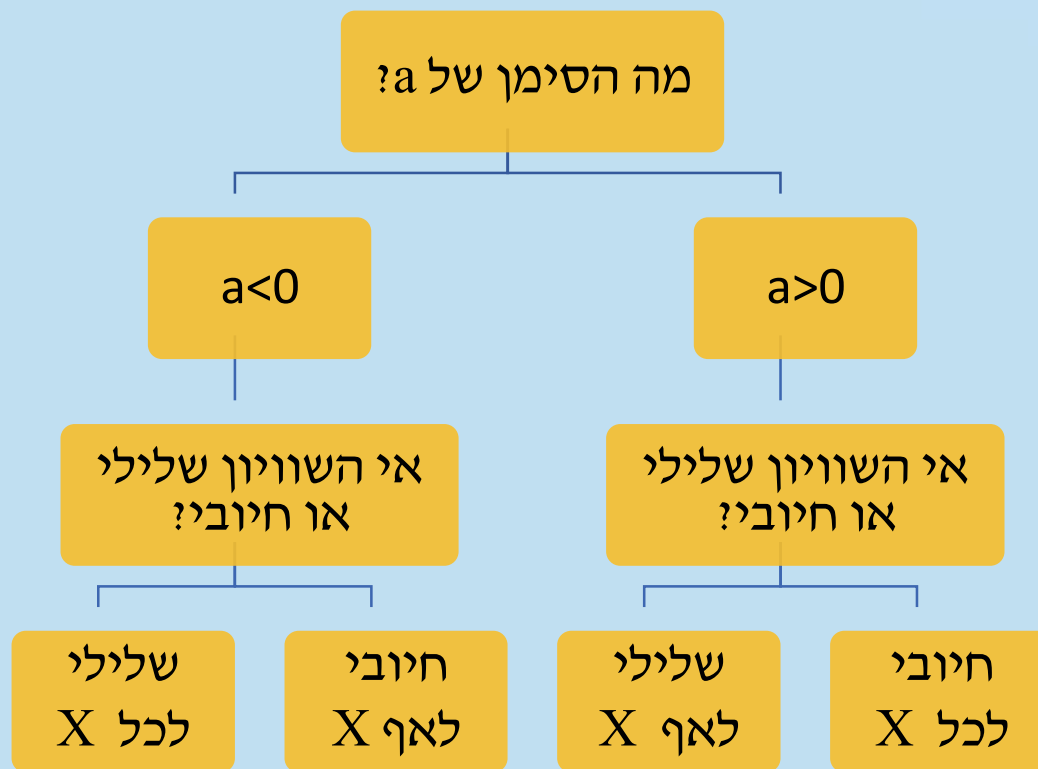 מה הסימן של a?
a>0
a<0
אי השוויון שלילי
או חיובי?
אי השוויון שלילי
או חיובי?
חיובי
לכל X
שלילי
לאף X
חיובי
לאף X
שלילי
לכל X